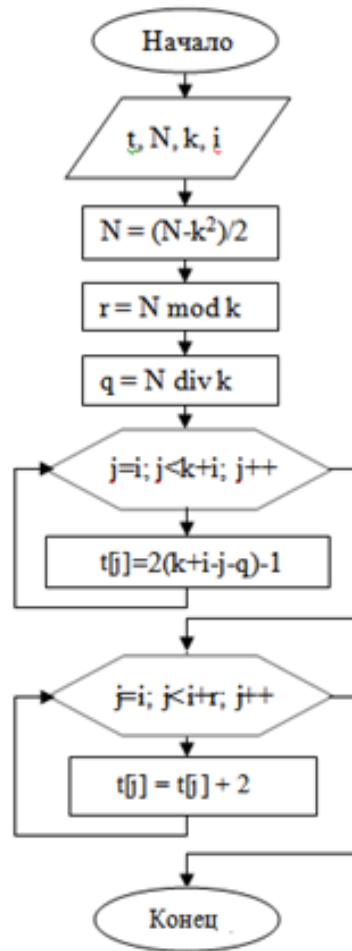 Начало
t, N, k, i
N = (N-k²)/2
r = N mod k
q = N div k
j=i; j<k+i; j++
t[j]=2(k+i-j-q)-1
j=i; j<i+r; j++
t[j] = t[j] + 2
Конец